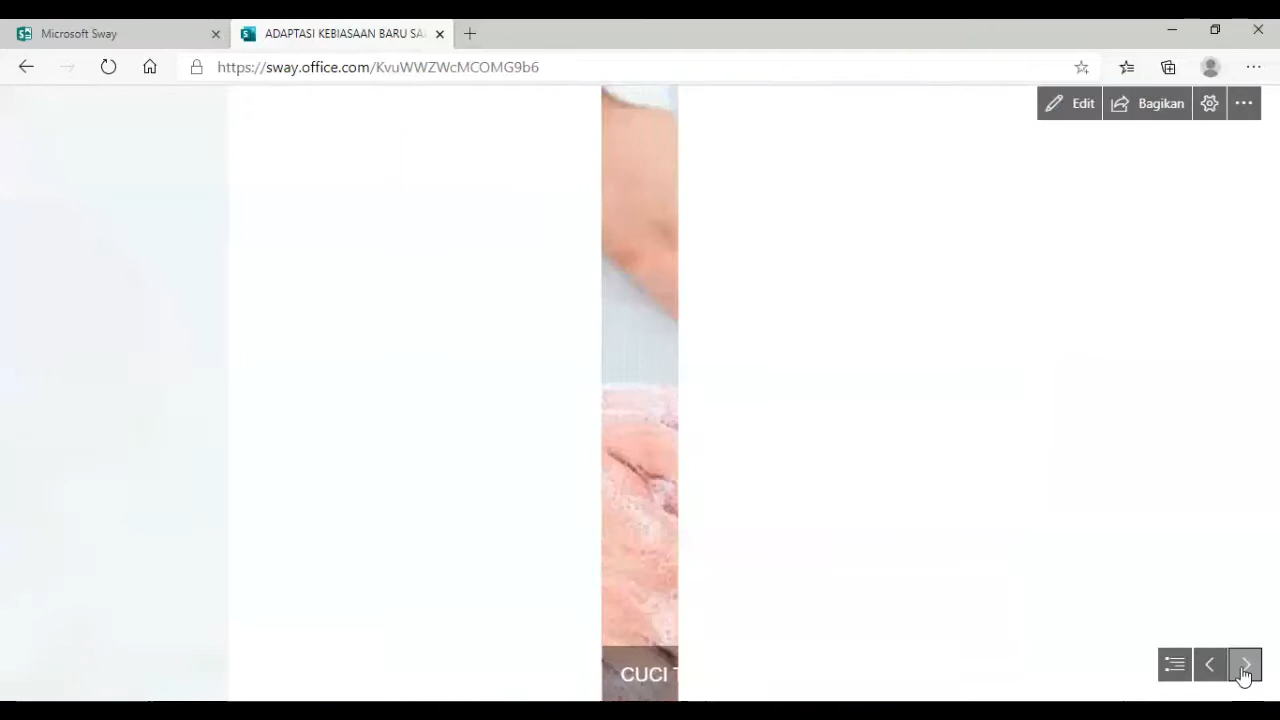 Microsoft Sway
ADAPTASI KEBIASAAN BARU SA
https://sway.office.com/KvuWWZWcMCOMG9b6
Edit
Bagikan
CUCI